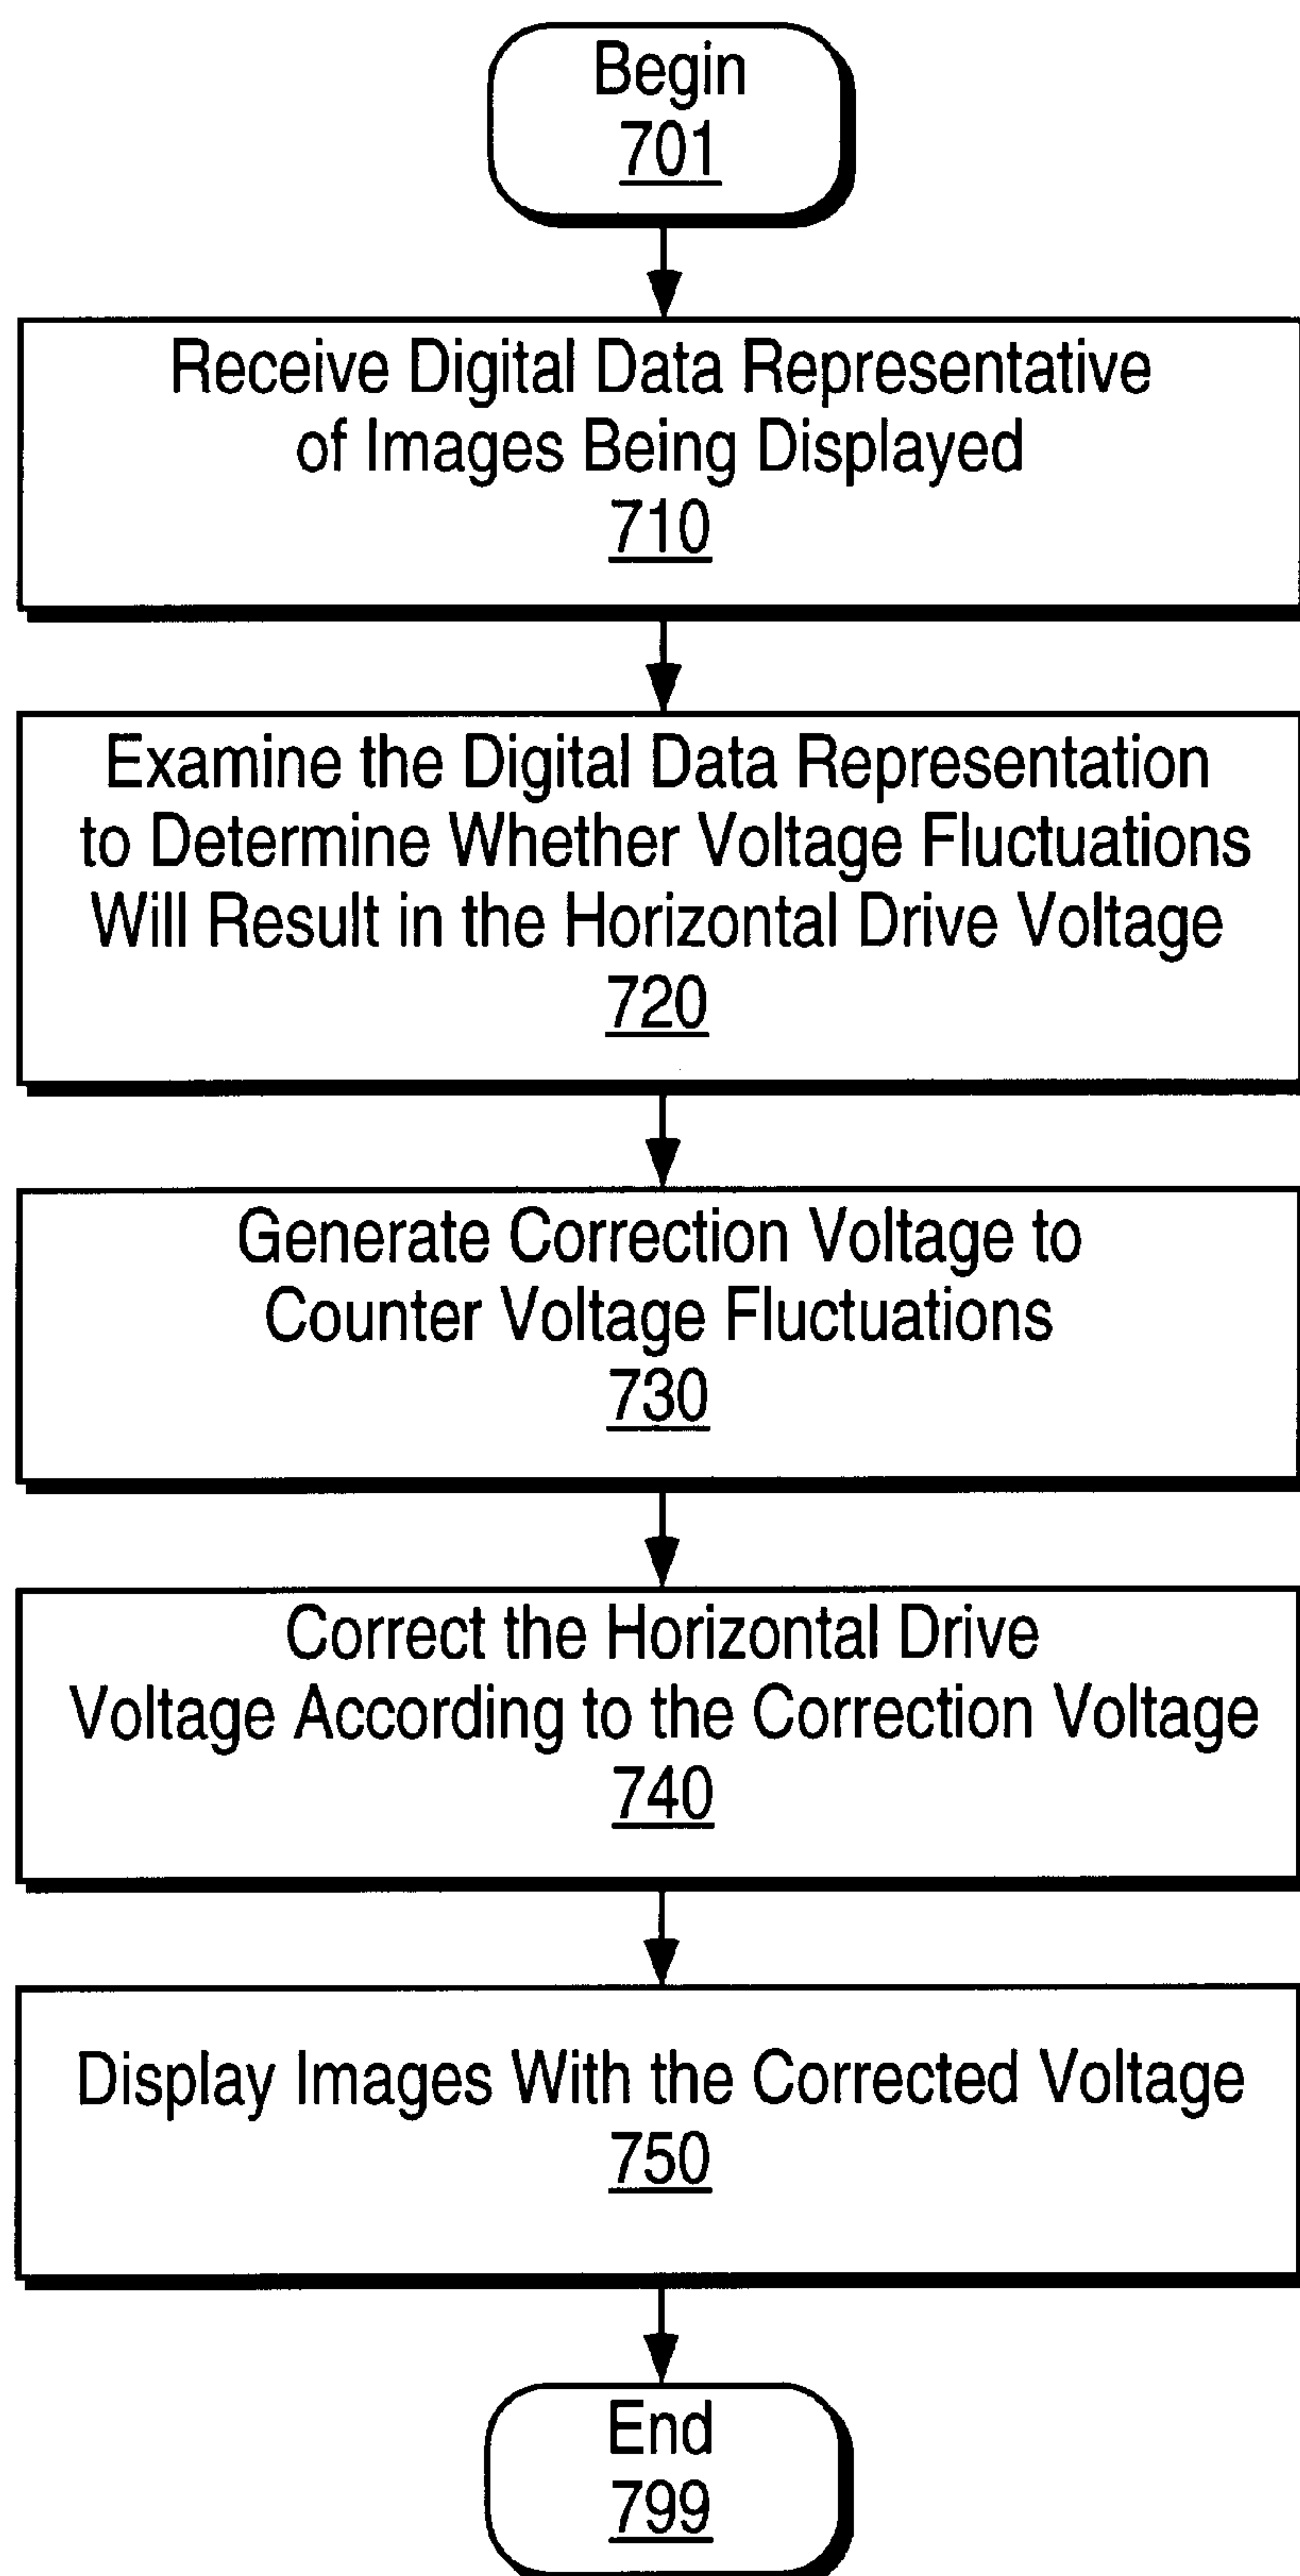 Begin
701
Receive Digital Data Representative
of Images Being Displayed
710
Examine the Digital Data Representation
to Determine Whether Voltage Fluctuations
Will Result in the Horizontal Drive Voltage
720
Generate Correction Voltage to
Counter Voltage Fluctuations
730
Correct the Horizontal Drive
Voltage According to the Correction Voltage
740
Display Images With the Corrected Voltage
750
End
799